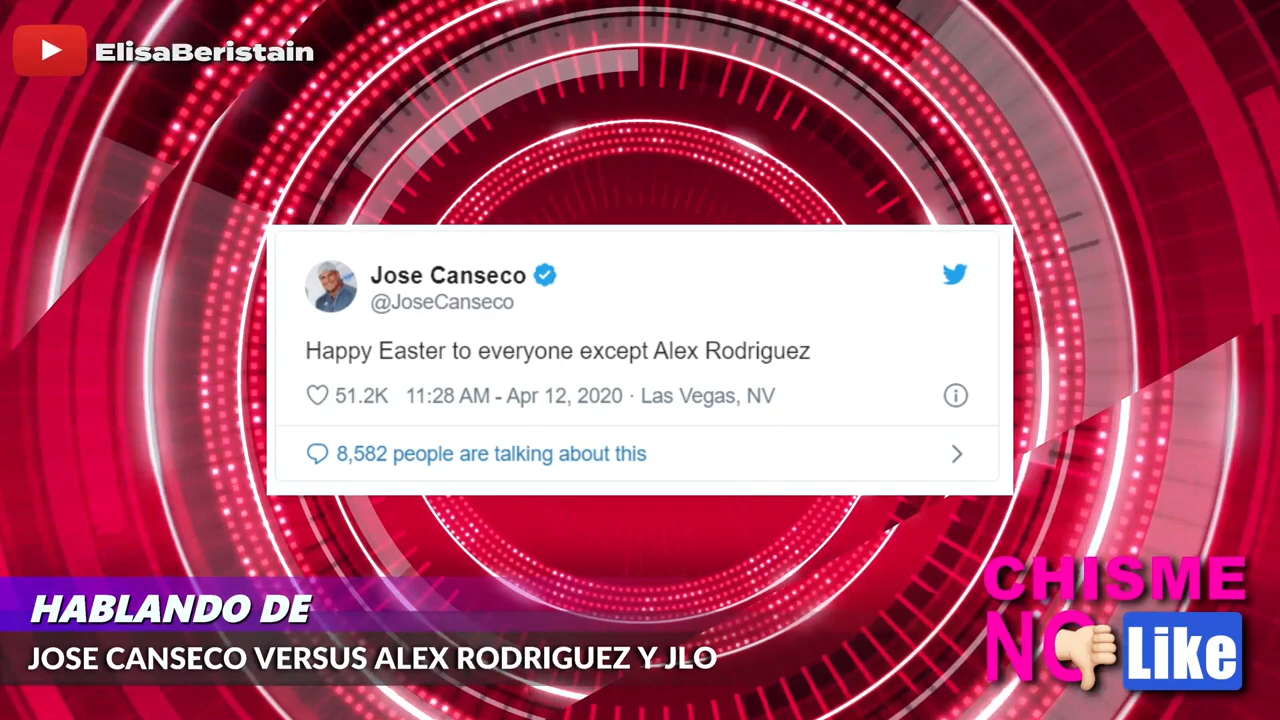 ElisaBeristain
Jose Canseco
@JoseCanseco
Happy Easter to everyone except Alex Rodriguez
51.2K 11:28 AM - Apr 12, 2020 · Las Vegas, NV
8,582 people are talking about this
HABLANDO DE
JOSE CANSECO VERSUS ALEX RODRIGUEZ Y JLO
CHISME
NO Like